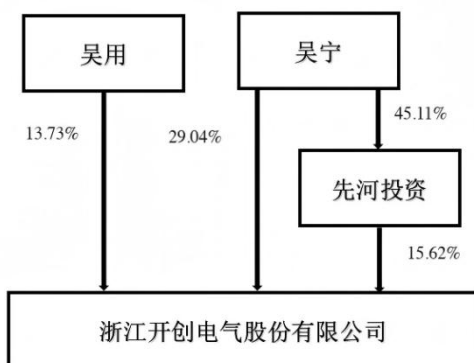 吴用
吴宁
13.73%
29.04%
45.11%
先河投资
15.62%
浙江开创电气股份有限公司